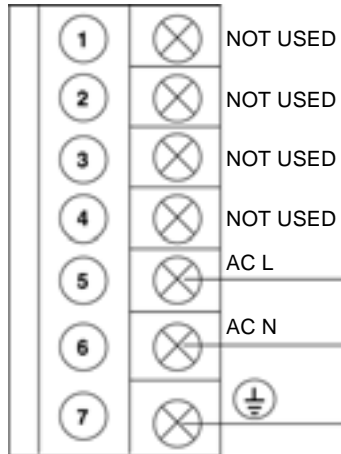 1 NOT USED
2 NOT USED
3 NOT USED
4 NOT USED
5 AC L
6 AC N
7